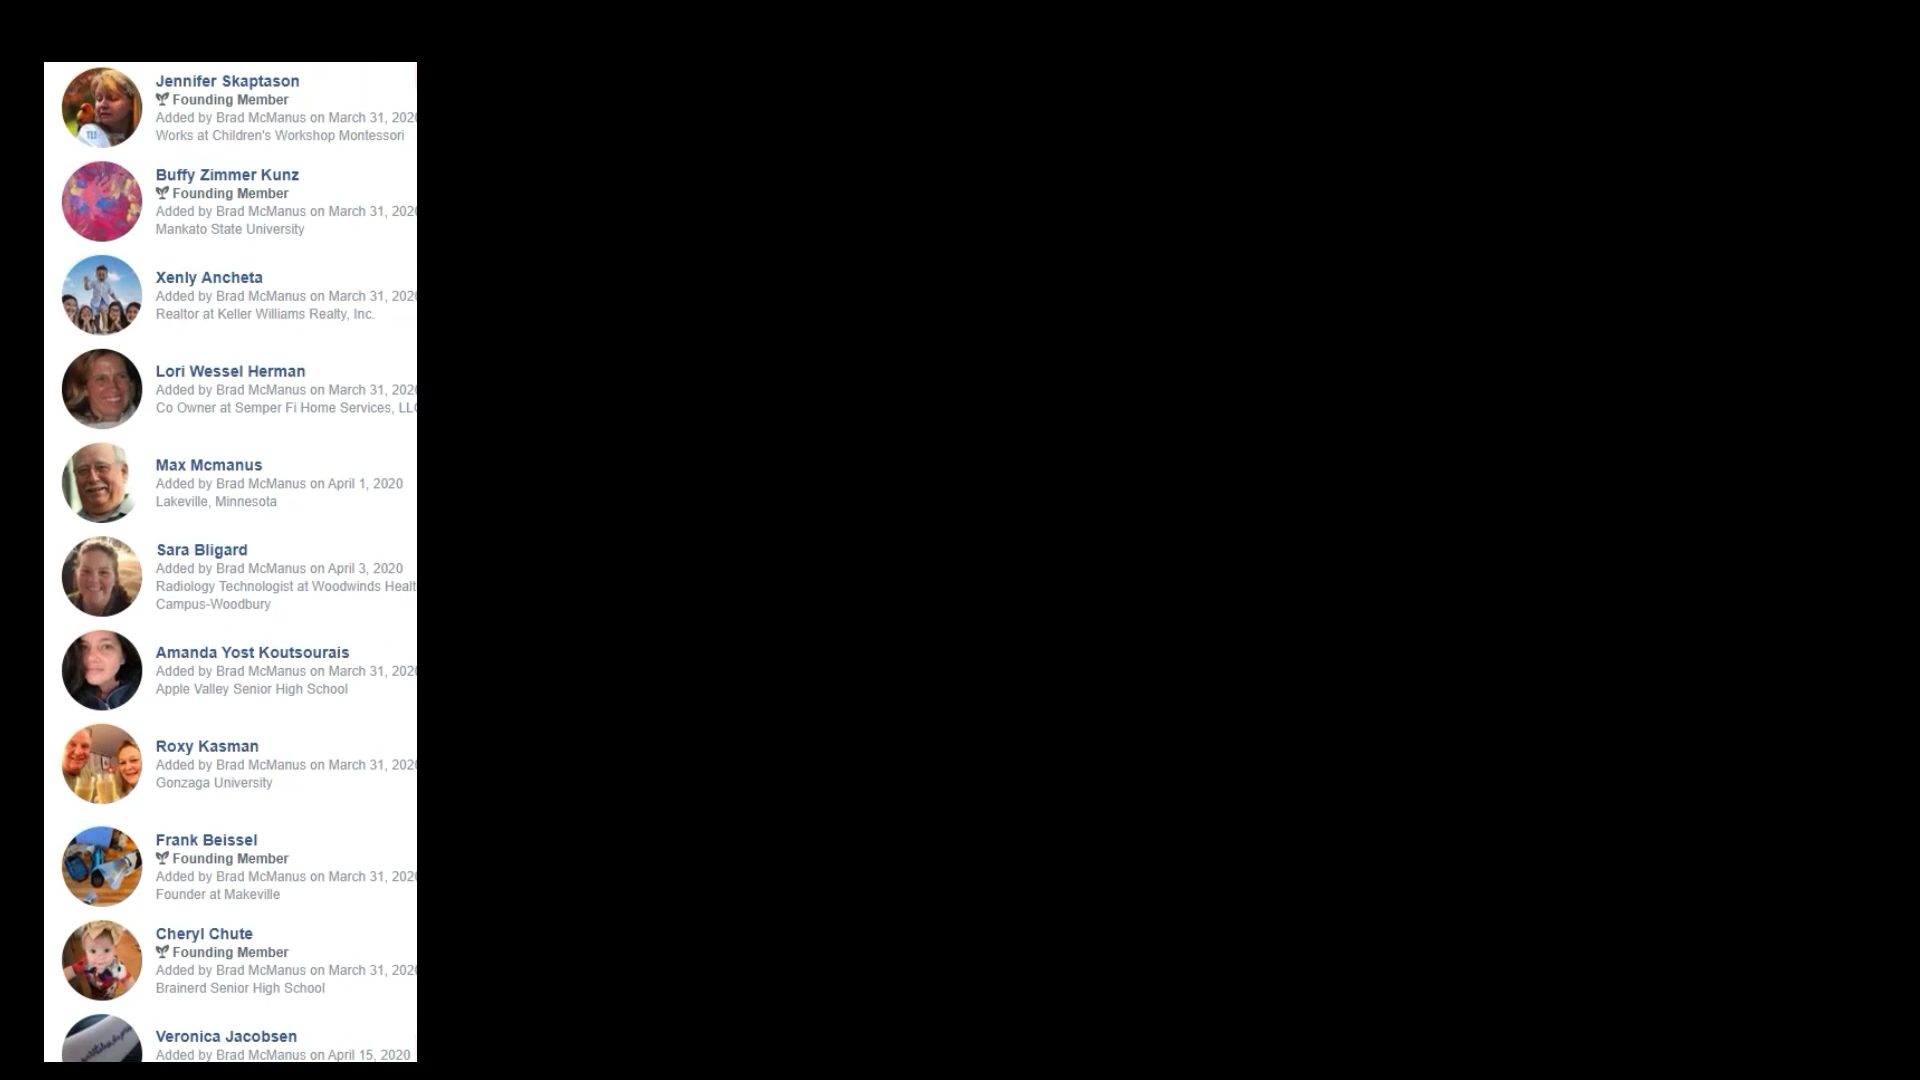 Jennifer Skaptason
Founding Member
Added by Brad McManus on March 31, 202
Works at Children's Workshop Montessori
Buffy Zimmer Kunz
Founding Member
Added by Brad McManus on March 31, 202
Mankato State University
Xenly Ancheta
Added by Brad McManus on March 31, 202
Realtor at Keller Williams Realty, Inc.
Lori Wessel Herman
Added by Brad McManus on March 31, 202
Co Owner at Semper Fi Home Services, LL
Max Mcmanus
Added by Brad McManus on April 1, 2020
Lakeville, Minnesota
Sara Bligard
Added by Brad McManus on April 3, 2020
Radiology Technologist at Woodwinds Healt
Campus-Woodbury
Amanda Yost Koutsourais
Added by Brad McManus on March 31, 202
Apple Valley Senior High School
Roxy Kasman
Added by Brad McManus on March 31, 202
Gonzaga University
Frank Beissel
Founding Member
Added by Brad McManus on March 31, 202
Founder at Makeville
Cheryl Chute
Founding Member
Added by Brad McManus on March 31, 202
Brainerd Senior High School
Veronica Jacobsen
Added by Brad McManus on April 15, 2020